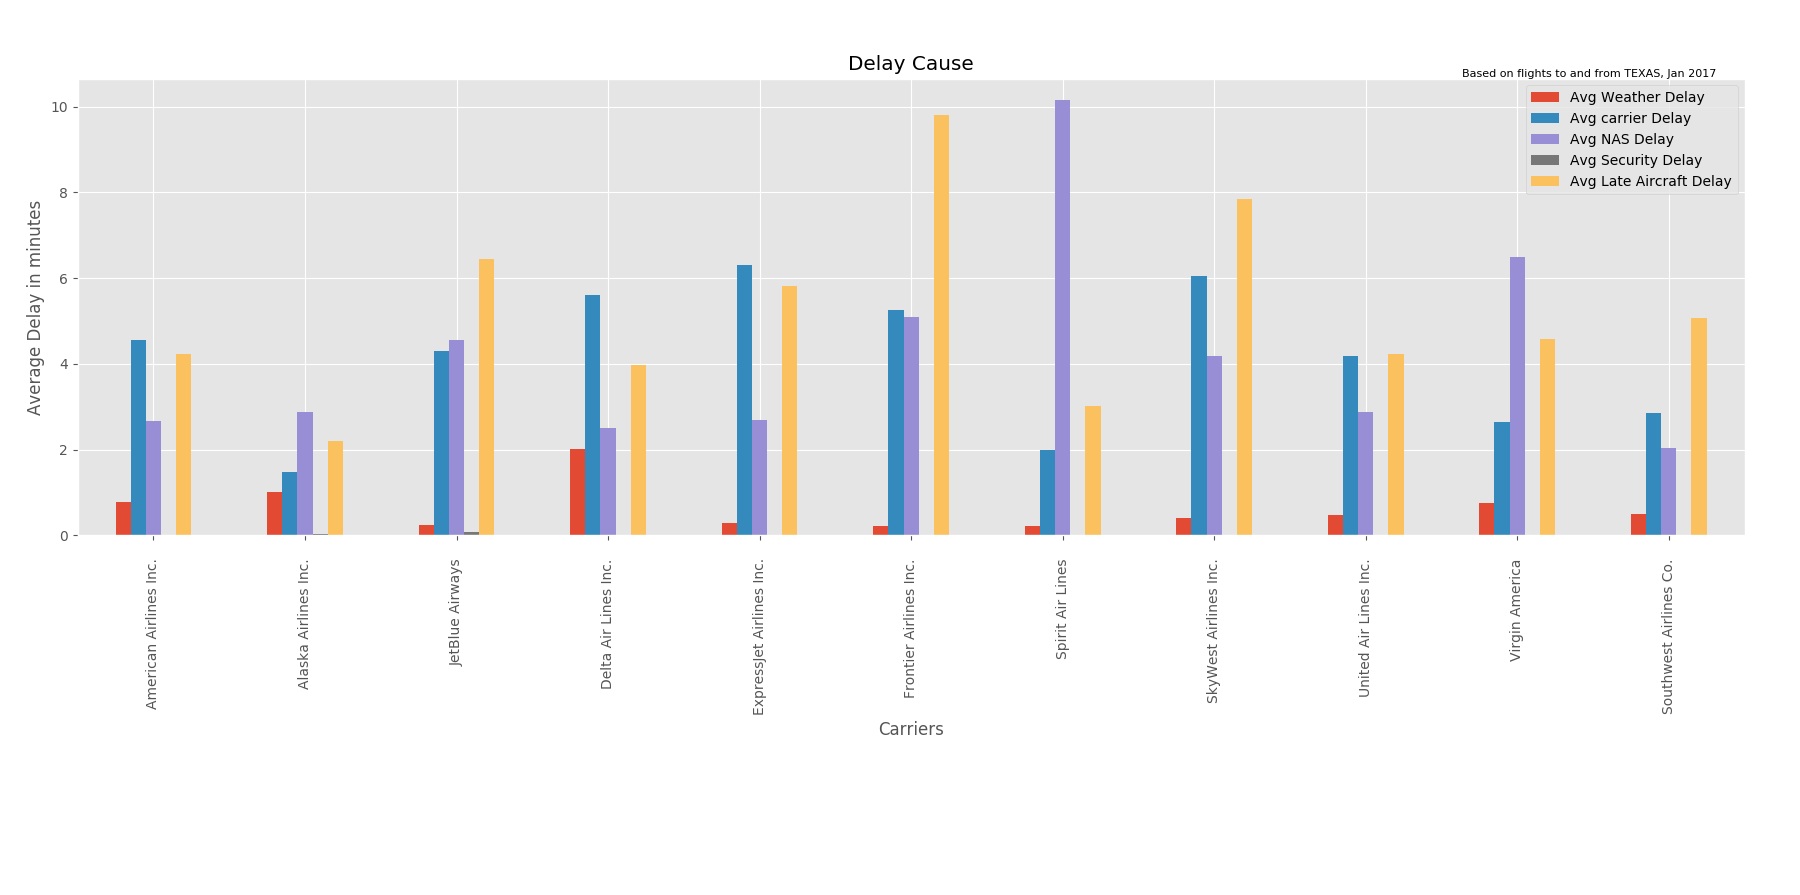 Delay Cause
Based on flights to and from TEXAS, Jan 2017
Avg Weather Delay
Avg carrier Delay
Avg NAS Delay
Avg Security Delay
Avg Late Aircraft Delay
Average Delay in minutes
10
8
6
4
2
0
American Airlines Inc.
Alaska Airlines Inc.
JetBlue Airways
Delta Air Lines Inc.
ExpressJet Airlines Inc.
Frontier Airlines Inc.
Spirit Air Lines
SkyWest Airlines Inc.
United Air Lines Inc.
Virgin America
Southwest Airlines Co.
Carriers